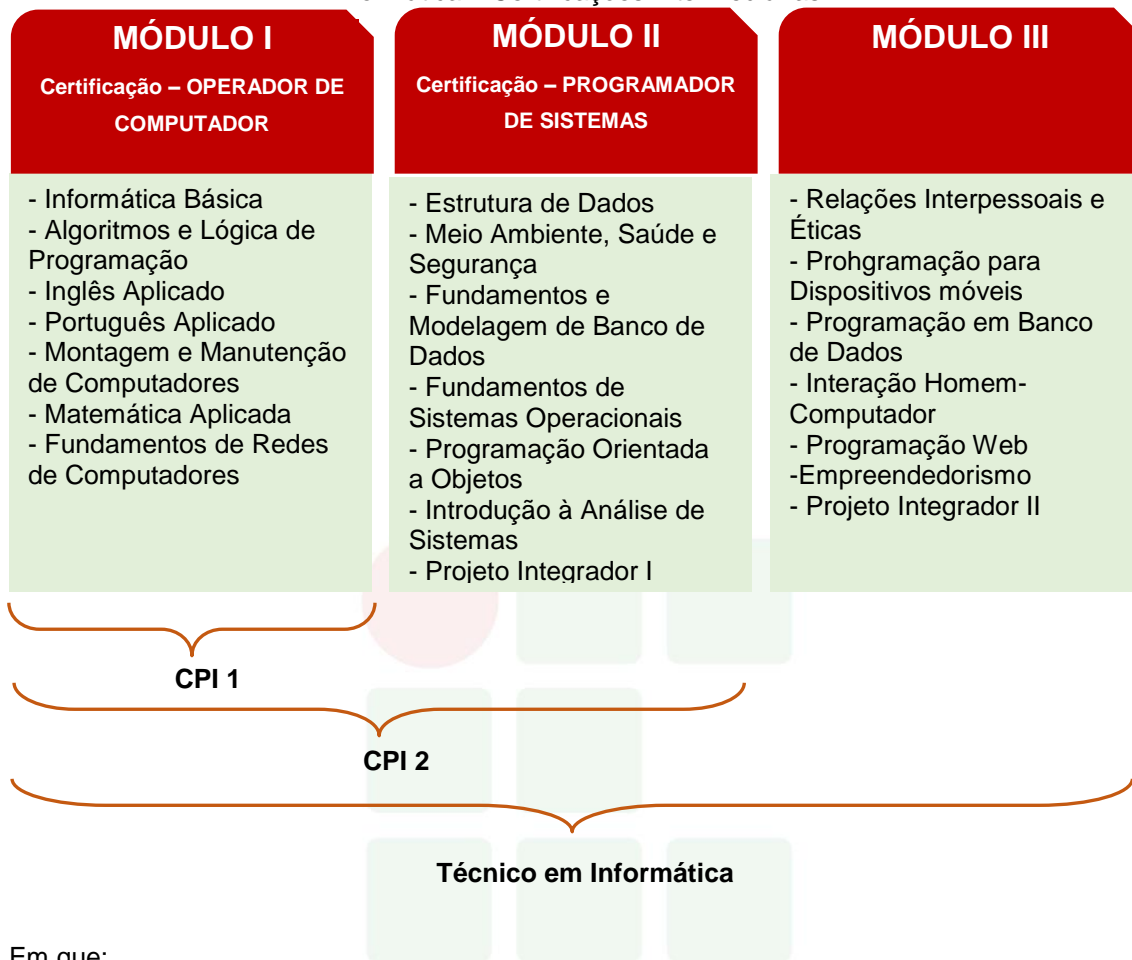 MÓDULO I
Certificação – OPERADOR DE
COMPUTADOR
- Informática Básica
- Algoritmos e Lógica de
Programação
- Inglês Aplicado
- Português Aplicado
- Montagem e Manutenção
de Computadores
- Matemática Aplicada
- Fundamentos de Redes
de Computadores
MÓDULO II
Certificação – PROGRAMADOR
DE SISTEMAS
- Estrutura de Dados
- Meio Ambiente, Saúde e
Segurança
- Fundamentos e
Modelagem de Banco de
Dados
- Fundamentos de
Sistemas Operacionais
- Programação Orientada
a Objetos
- Introdução à Análise de
Sistemas
- Projeto Integrador I
MÓDULO III
- Relações Interpessoais e
Éticas
- Prohgramação para
Dispositivos móveis
- Programação em Banco
de Dados
- Interação Homem-
Computador
- Programação Web
-Empreendedorismo
- Projeto Integrador II
CPI 1
CPI 2
Técnico em Informática
Em que: